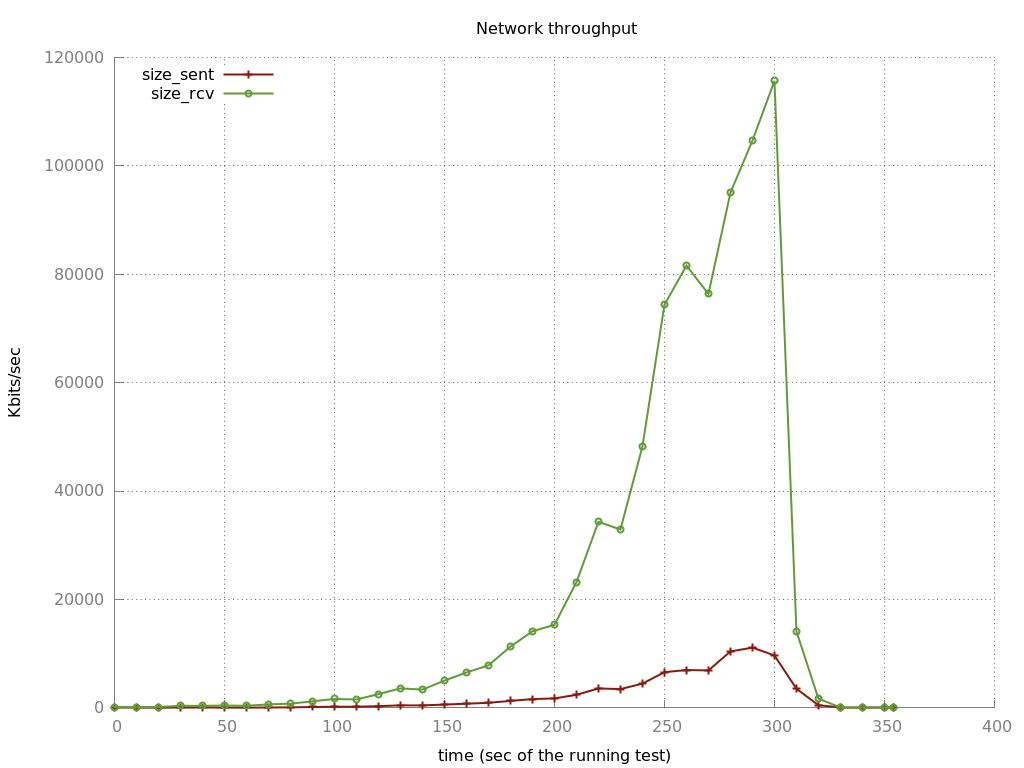 Network throughput
120000
size_sent
size_rcv
100000
80000
60000
40000
20000
0
Kbits/sec
0 50 100 150 200 250 300 350 400
time (sec of the running test)